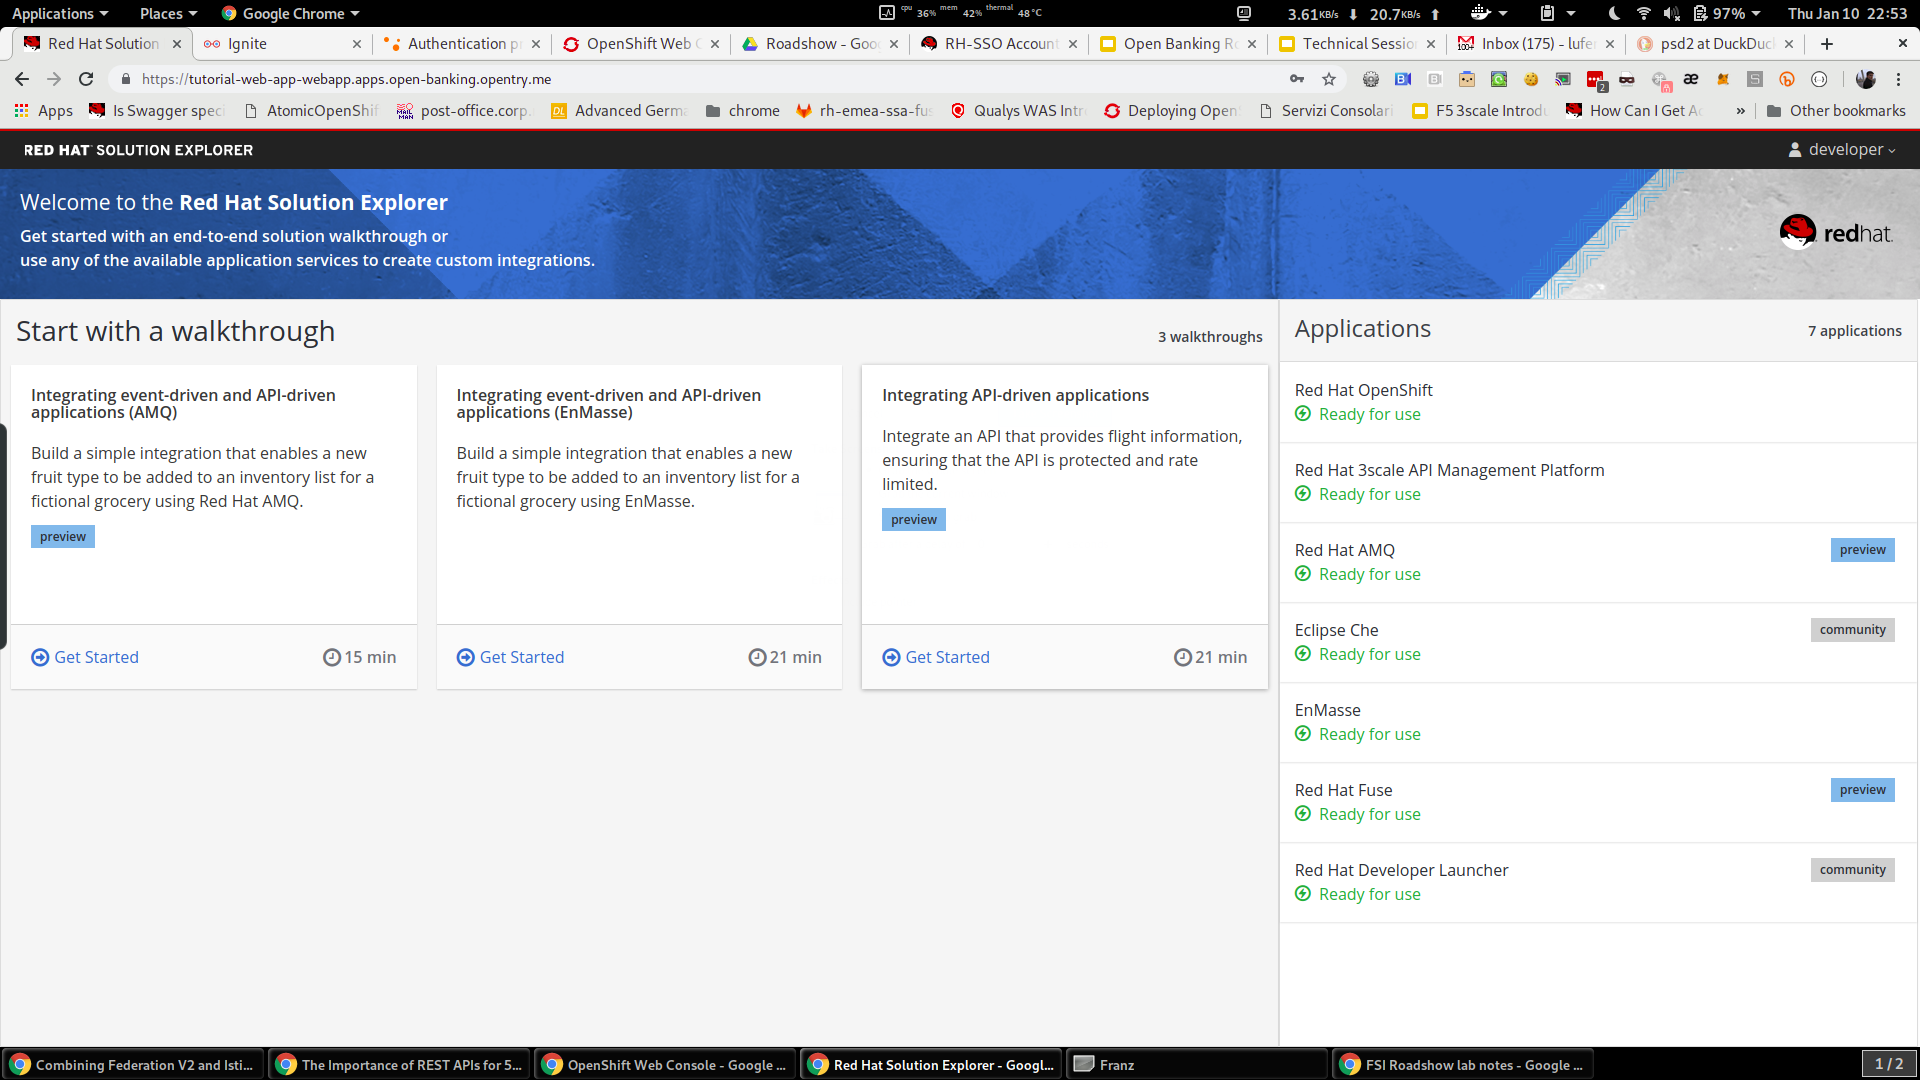 Applications
Places
Google Chrome
cpu 36% mem 42% thermal 48°C
3.61KB/s 20.7KB/s
97%
Thu Jan 10 22:53
Red Hat Solution
Ignite
Authentication p
OpenShift Web C
Roadshow - Goo
RH-SSO Account
Open Banking Ro
Technical Sessio
Inbox (175) - lufe
psd2 at DuckDuc
https://tutorial-web-app-webapp.apps.open-banking.opentry.me
Apps
Is Swagger spec
AtomicOpenShif
post-office.corp.
Advanced Germa
chrome
rh-emea-ssa-fus
Qualys WAS Intr
Deploying Open
Servizi Consolari
F5 3scale Introdu
How Can I Get Ac
»
Other bookmarks
RED HAT SOLUTION EXPLORER
developer
Welcome to the Red Hat Solution Explorer
Get started with an end-to-end solution walkthrough or
use any of the available application services to create custom integrations.
redhat.
Start with a walkthrough
3 walkthroughs
Integrating event-driven and API-driven
applications (AMQ)
Build a simple integration that enables a new
fruit type to be added to an inventory list for a
fictional grocery using Red Hat AMQ.
preview
Get Started
15 min
Integrating event-driven and API-driven
applications (EnMasse)
Build a simple integration that enables a new
fruit type to be added to an inventory list for a
fictional grocery using EnMasse.
Get Started
21 min
Integrating API-driven applications
Integrate an API that provides flight information,
ensuring that the API is protected and rate
limited.
preview
Get Started
21 min
Applications
7 applications
Red Hat OpenShift
Ready for use
Red Hat 3scale API Management Platform
Ready for use
Red Hat AMQ
preview
Ready for use
Eclipse Che
community
Ready for use
EnMasse
Ready for use
Red Hat Fuse
preview
Ready for use
Red Hat Developer Launcher
community
Ready for use
Combining Federation V2 and Isti...
The Importance of REST APIs for 5...
OpenShift Web Console - Google ...
Red Hat Solution Explorer - Googl...
Franz
FSI Roadshow lab notes - Google ...
1 / 2